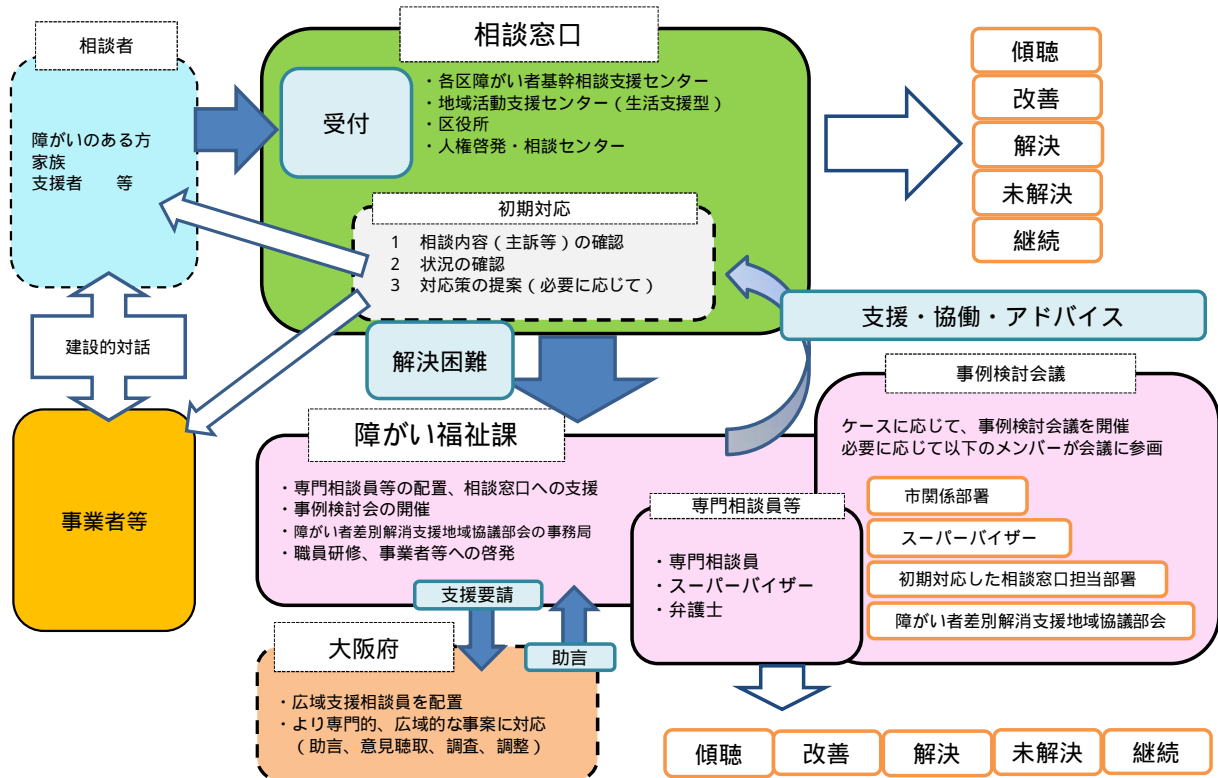 相談者
障がいのある方
家族
支援者　　等
相談窓口
受付
・各区障がい者基幹相談支援センター
・地域活動支援センター（生活支援型）
・区役所
・人権啓発・相談センター
初期対応
1　相談内容（主訴等）の確認
2　状況の確認
3　対応策の提案（必要に応じて）
傾聴
改善
解決
未解決
継続
建設的対話
解決困難
支援・協働・アドバイス
事業者等
障がい福祉課
・専門相談員等の配置、相談窓口への支援
・事例検討会の開催
・障がい者差別解消支援地域協議部会の事務局
・職員研修、事業者等への啓発
専門相談員等
・専門相談員
・スーパーバイザー
・弁護士
事例検討会議
ケースに応じて、事例検討会議を開催
必要に応じて以下のメンバーが会議に参画
市関係部署
スーパーバイザー
初期対応した相談窓口担当部署
障がい者差別解消支援地域協議部会
支援要請
助言
大阪府
・広域支援相談員を配置
・より専門的、広域的な事案に対応
（助言、意見聴取、調査、調整）
傾聴
改善
解決
未解決
継続